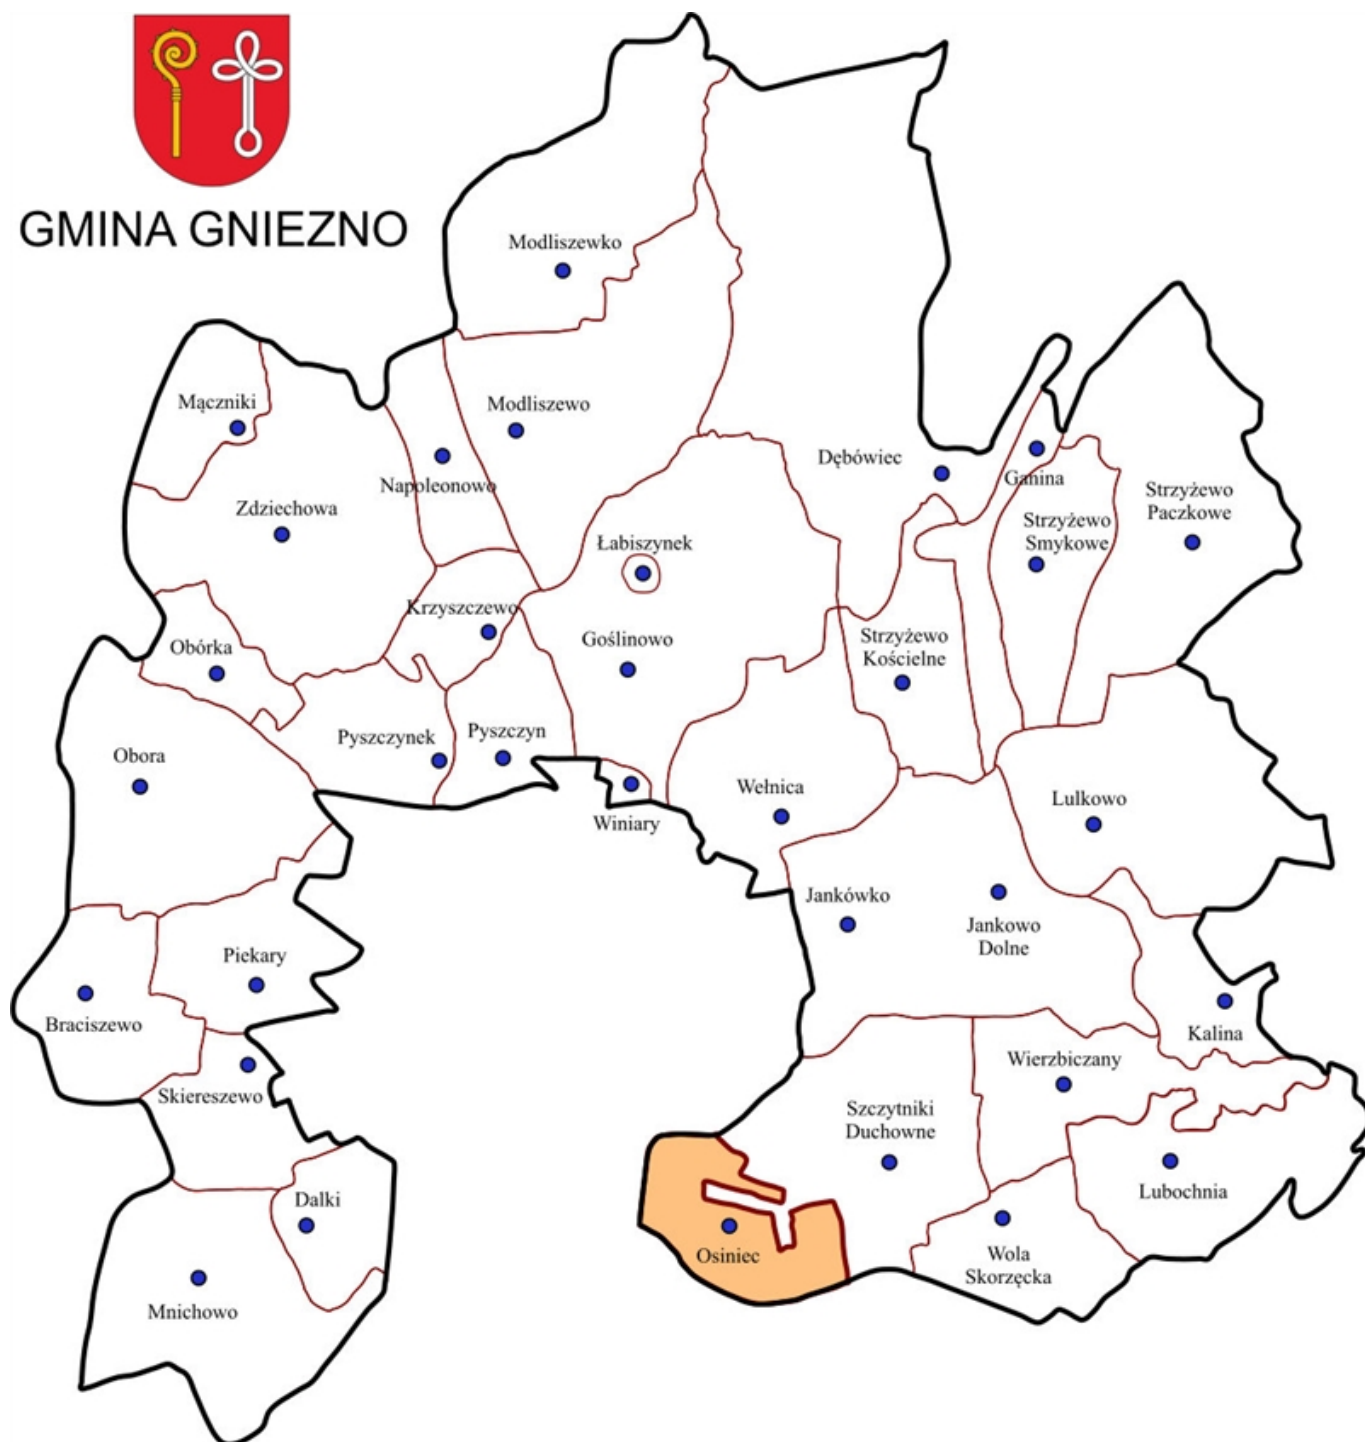 GMINA GNIEZNO
Modliszewko
Mączniki
Modliszewo
Napoleonowo
Dębówiec
Ganina
Strzyżewo
Paczkowe
Zdziechowa
Strzyżewo
Smykowe
Łabiszynek
Krzyszczewo
Goślinowo
Obórka
Strzyżewo
Kościelne
Pyszczynek
Pyszczyn
Obora
Wełnica
Lulkowo
Winiary
Jankówko
Jankowo
Dolne
Piekary
Braciszewo
Kalina
Wierzbiczany
Skiereszewo
Szczytniki
Duchowne
Lubochnia
Dalki
Osiniec
Wola
Skorzęcka
Mnichowo